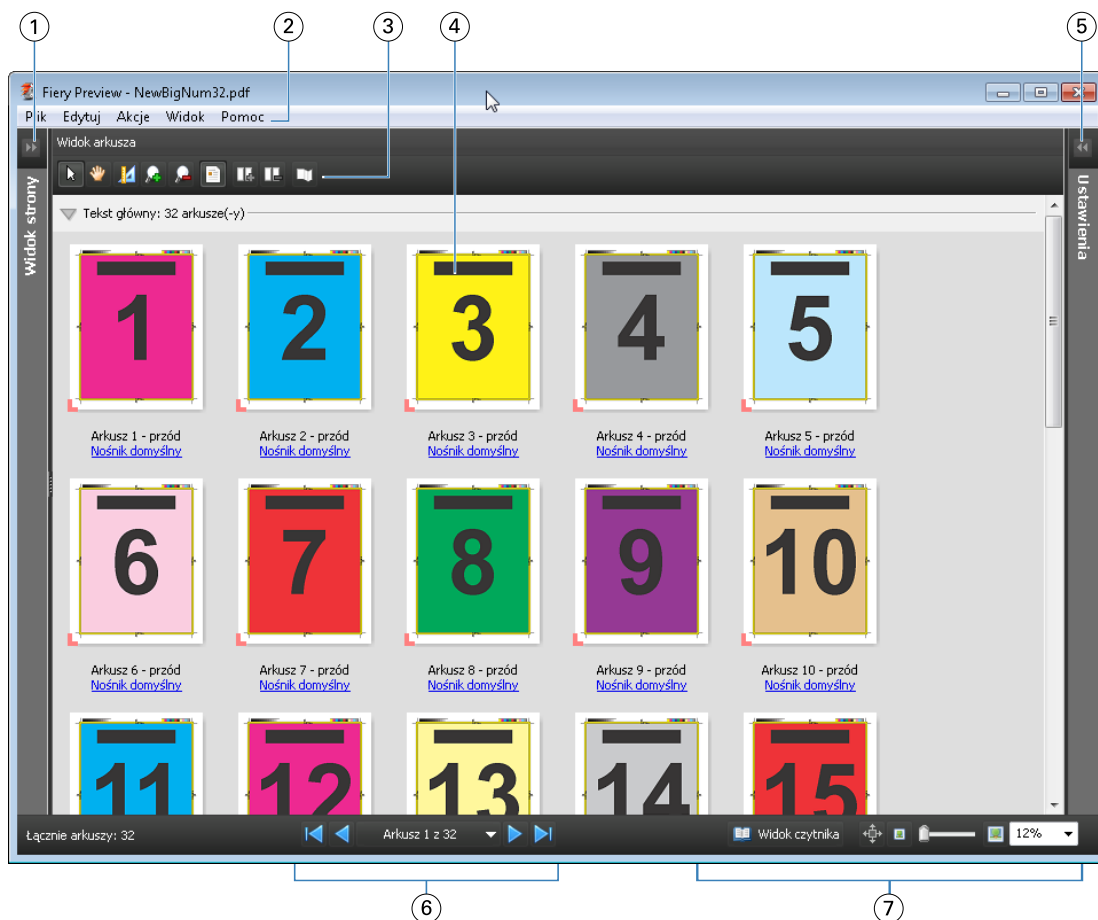 1 2 3 4 5
Fiery Preview - NewBigNum32.pdf
Plik Edytuj Akcje Widok Pomoc
Widok arkusza
Widok strony
Ustawienia
Tekst główny: 32 arkusze(-y)
1 2 3 4 5
Arkusz 1 - przód Arkusz 2 - przód Arkusz 3 - przód Arkusz 4 - przód Arkusz 5 - przód
Nośnik domyślny Nośnik domyślny Nośnik domyślny Nośnik domyślny Nośnik domyślny
6 7 8 9 10
Arkusz 6 - przód Arkusz 7 - przód Arkusz 8 - przód Arkusz 9 - przód Arkusz 10 - przód
Nośnik domyślny Nośnik domyślny Nośnik domyślny Nośnik domyślny Nośnik domyślny
11 12 13 14 15
Łącznie arkuszy: 32 Arkusz 1 z 32 Widok czytnika 12%
6 7